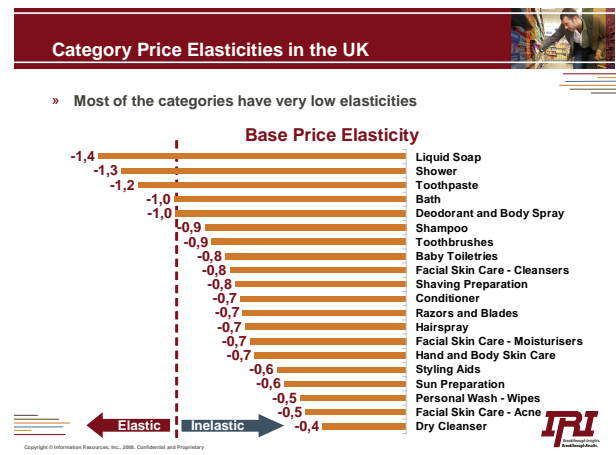 Category Price Elasticities in the UK
» Most of the categories have very low elasticities
Base Price Elasticity
-1,4 Liquid Soap
-1,3 Shower
-1,2 Toothpaste
-1,0 Bath
-1,0 Deodorant and Body Spray
-0,9 Shampoo
-0,9 Toothbrushes
-0,8 Baby Toiletries
-0,8 Facial Skin Care - Cleansers
-0,8 Shaving Preparation
-0,7 Conditioner
-0,7 Razors and Blades
-0,7 Hairspray
-0,7 Facial Skin Care - Moisturisers
-0,7 Hand and Body Skin Care
-0,6 Styling Aids
-0,6 Sun Preparation
-0,5 Personal Wash - Wipes
-0,5 Facial Skin Care - Acne
-0,4 Dry Cleanser
Elastic Inelastic
IRI
Breakthrough Insights.
Breakthrough Results.
Copyright © Information Resources, Inc., 2008. Confidential and Proprietary